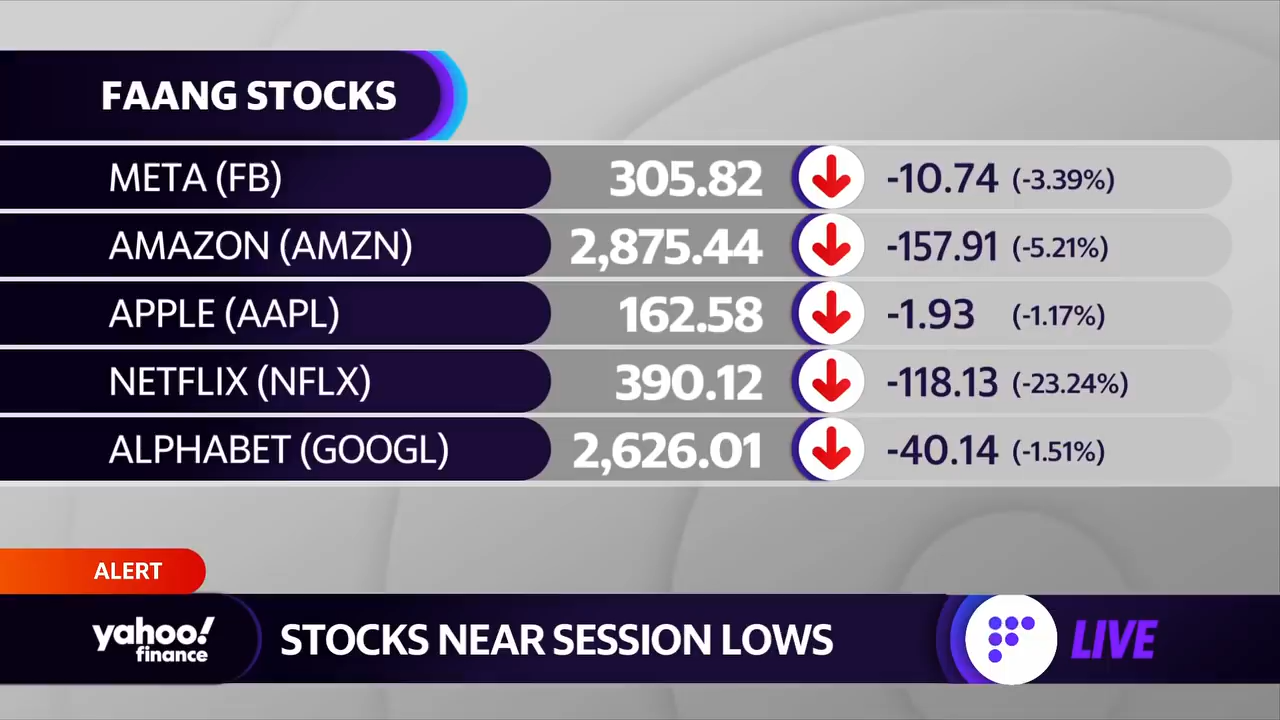 FAANG STOCKS
META (FB) 305.82 -10.74 (-3.39%)
AMAZON (AMZN) 2,875.44 -157.91 (-5.21%)
APPLE (AAPL) 162.58 -1.93 (-1.17%)
NETFLIX (NFLX) 390.12 -118.13 (-23.24%)
ALPHABET (GOOGL) 2,626.01 -40.14 (-1.51%)
ALERT
yahoo!
finance
STOCKS NEAR SESSION LOWS
LIVE